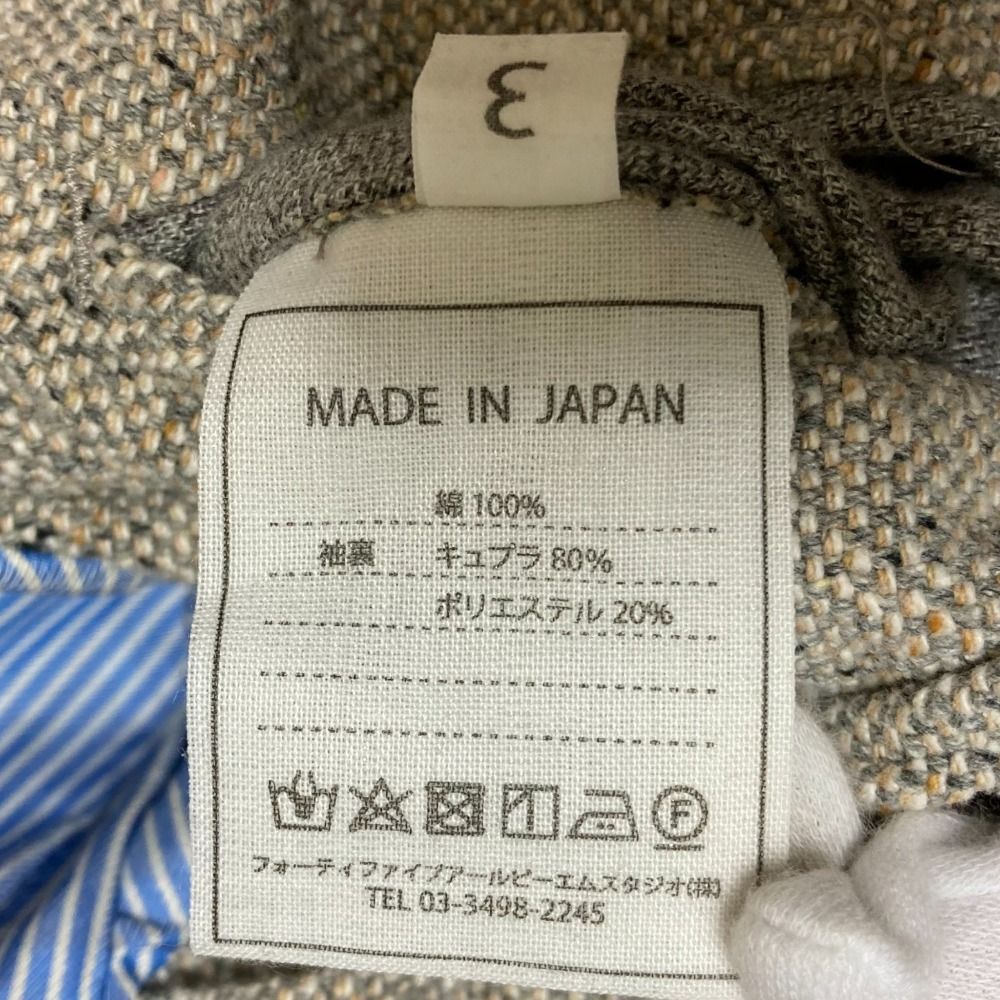 3
MADE IN JAPAN
綿 100%
袖裏 キュプラ 80%
ポリエステル 20%
F
フォーティファイブアールピーエムスタジオ(株)
TEL 03-3498-2245